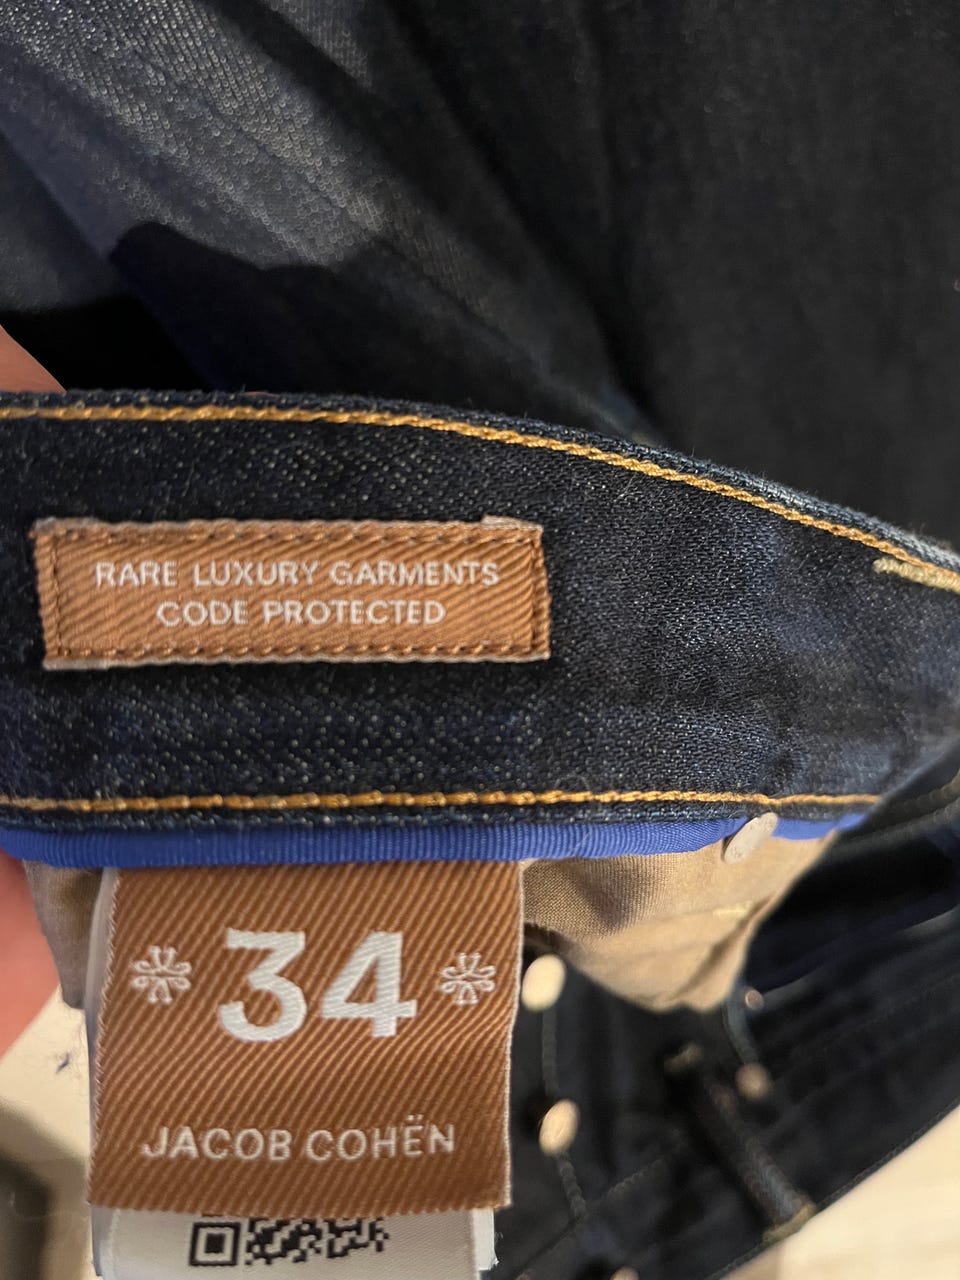 RARE LUXURY GARMENTS
CODE PROTECTED
34
JACOB COHËN